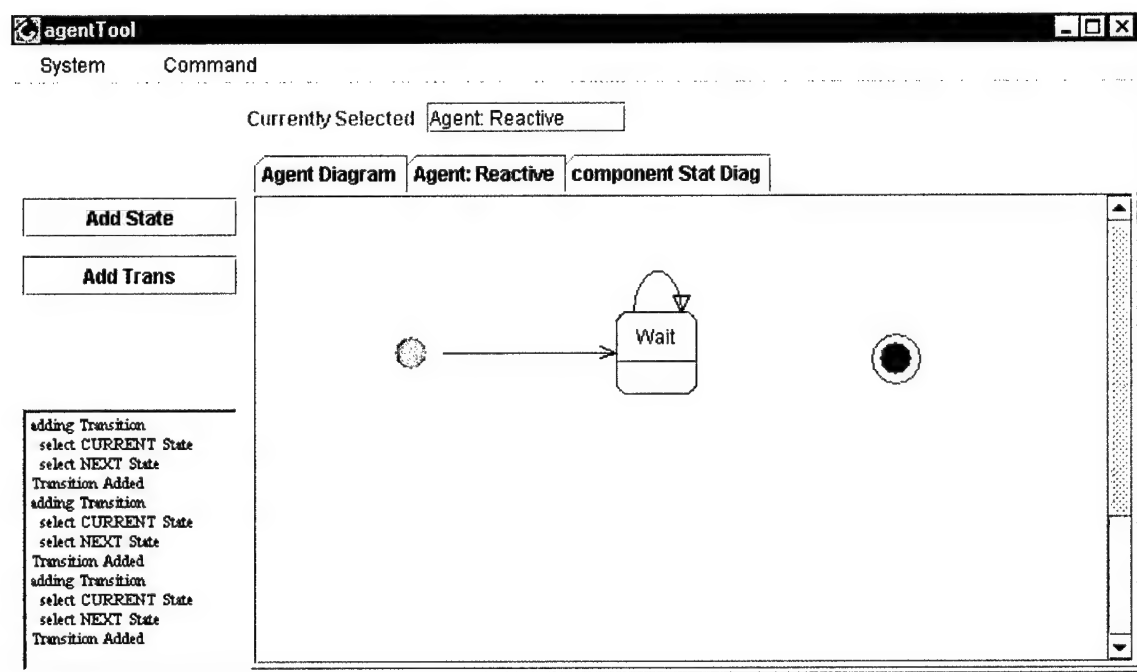 agentTool
System Command
Currently Selected Agent: Reactive
Agent Diagram Agent: Reactive component Stat Diag
Add State
Add Trans
Wait
adding Transition
select CURRENT State
select NEXT State
Transition Added
adding Transition
select CURRENT State
select NEXT State
Transition Added
adding Transition
select CURRENT State
select NEXT State
Transition Added